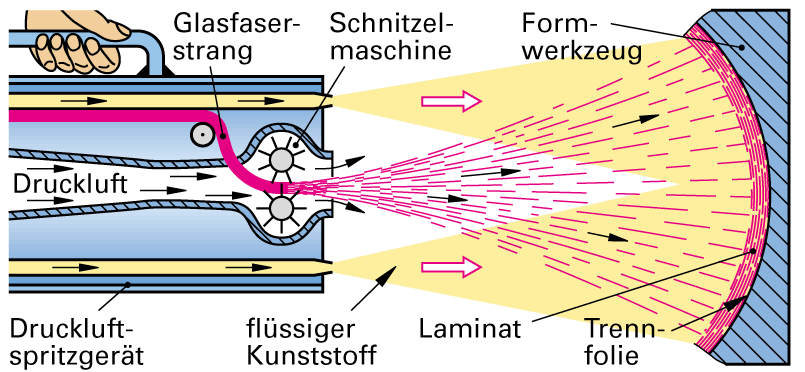 Glasfaser-
strang
Schnitzel-
maschine
Form-
werkzeug
Druckluft
Druckluft-
spritzgerät
flüssiger
Kunststoff
Laminat
Trenn-
folie